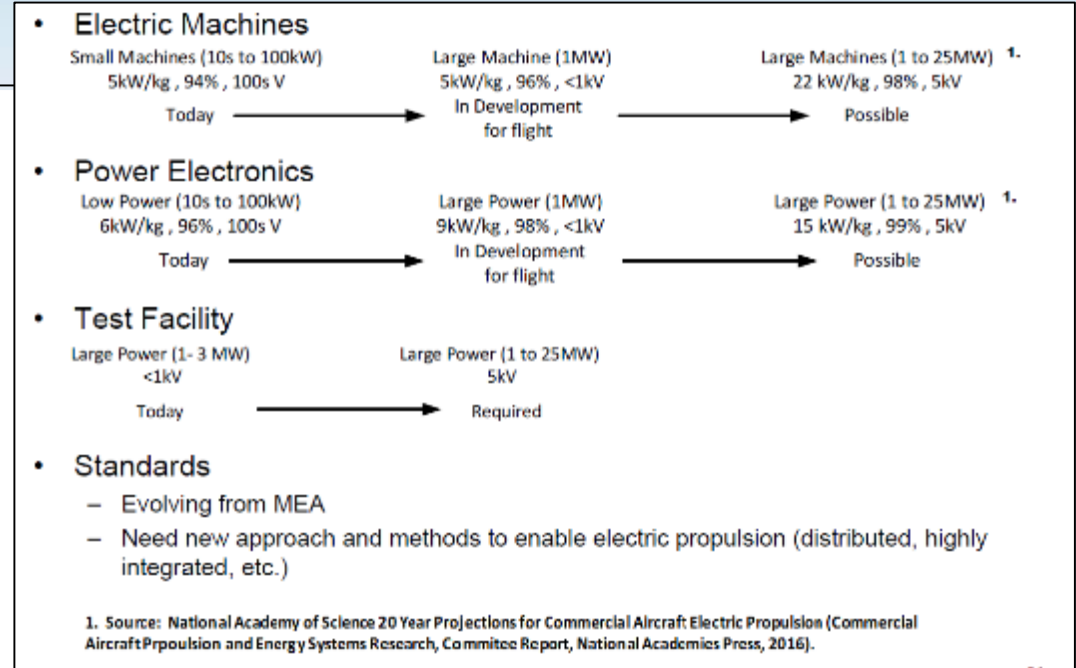 • Electric Machines
Small Machines (10s to 100kW) Large Machine (1MW) Large Machines (1 to 25MW) 1.
5kW/kg , 94% , 100s V 5kW/kg , 96% , <1kV 22 kW/kg , 98% , 5kV
Today In Development Possible
for flight
• Power Electronics
Low Power (10s to 100kW) Large Power (1MW) Large Power (1 to 25MW) 1.
6kW/kg , 96% , 100s V 9kW/kg , 98% , <1kV 15 kW/kg , 99% , 5kV
Today In Development Possible
for flight
• Test Facility
Large Power (1- 3 MW) Large Power (1 to 25MW)
<1kV 5kV
Today Required
• Standards
– Evolving from MEA
– Need new approach and methods to enable electric propulsion (distributed, highly
integrated, etc.)
1. Source: National Academy of Science 20 Year Projections for Commercial Aircraft Electric Propulsion (Commercial
Aircraft Prpoulsion and Energy Systems Research, Commitee Report, National Academies Press, 2016).